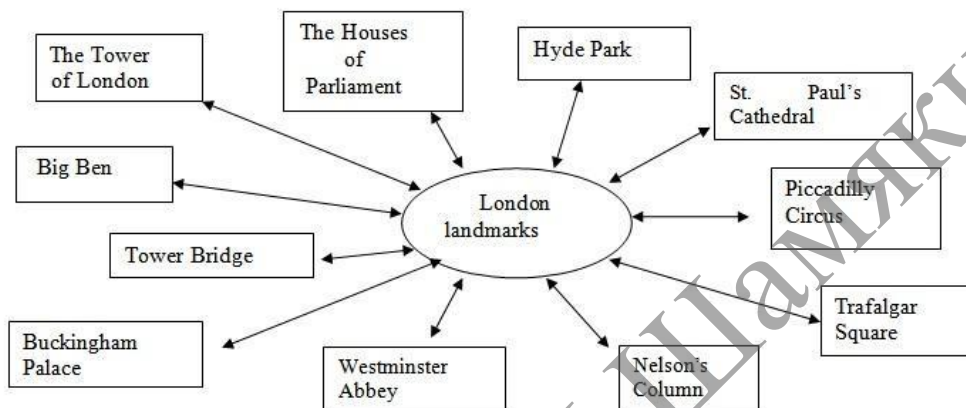 The Tower
of London
The Houses
of
Parliament
Hyde Park
St. Paul's
Cathedral
Big Ben
London
landmarks
Piccadilly
Circus
Tower Bridge
Trafalgar
Square
Buckingham
Palace
Westminster
Abbey
Nelson's
Column